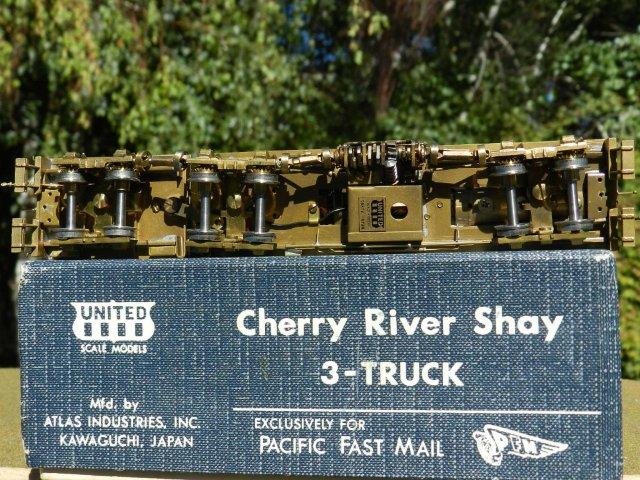 UNITED
UNITED
SCALE MODELS
Cherry River Shay
3-TRUCK
Mfd. by
ATLAS INDUSTRIES, INC.
KAWAGUCHI, JAPAN
EXCLUSIVELY FOR
PACIFIC FAST MAIL
PFM